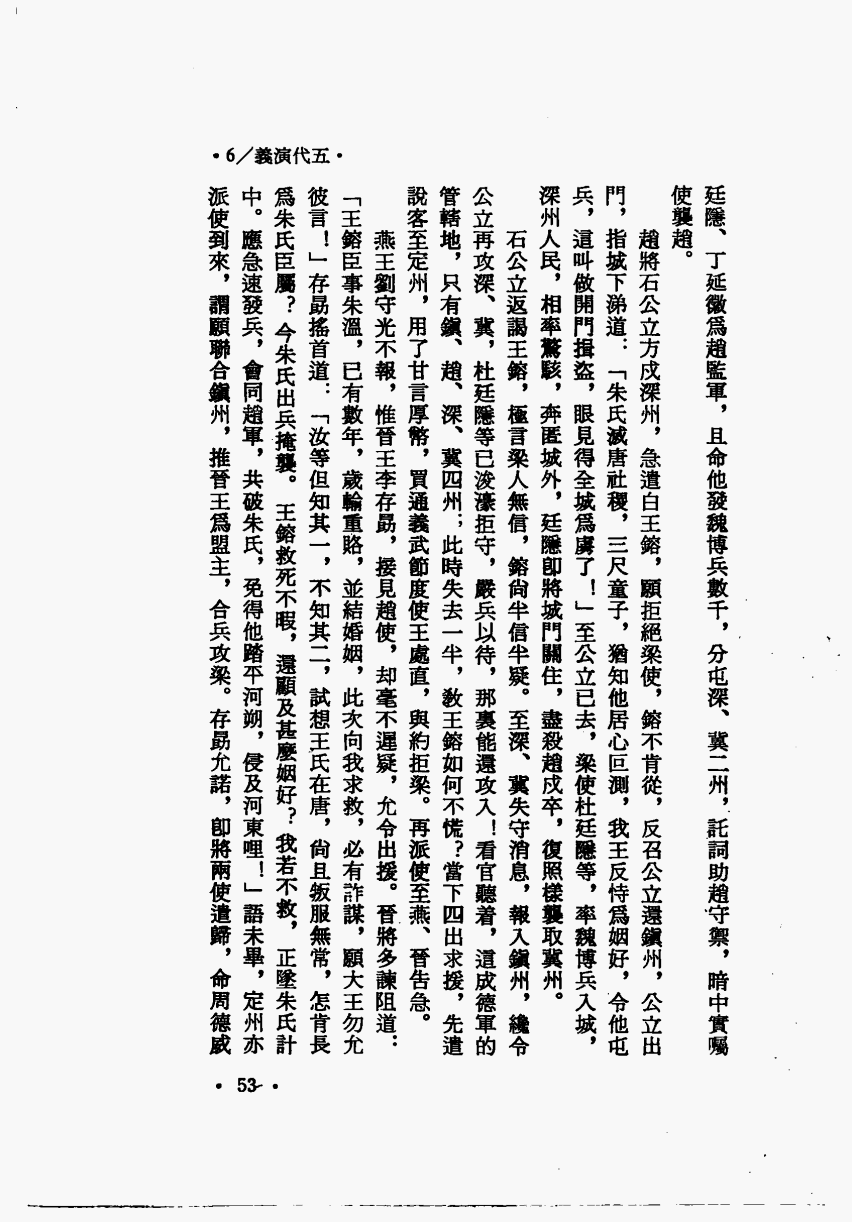 ・6／義演代五・
廷隱、丁延徽爲趙監軍，且命他發魏博兵數千，分屯深、冀二州，託詞助趙守禦，暗中實囑
使襲趙。
趙將石公立方戍深州，急遣白王鎔，願拒絕梁使，鎔不肯從，反召公立還鎭州，公立出
門，指城下涕道：「朱氏滅唐社稷，三尺童子，猶知他居心叵測，我王反恃爲姻好，令他屯
兵，這叫做開門揖盜，眼見得全城爲虜了！」至公立已去，梁使杜廷隱等，率魏博兵入城，
深州人民，相率驚駭，奔匿城外，廷隱卽將城門關住，盡殺趙戍卒，復照樣襲取冀州。
石公立返謁王鎔，極言梁人無信，鎔尙半信半疑。至深、冀失守消息，報入鎭州，纔令
公立再攻深、冀，杜廷隱等已浚濠拒守，嚴兵以待，那裏能還攻入！看官聽着，這成德軍的
管轄地，只有鎭、趙、深、冀四州；此時失去一半，敎王鎔如何不慌？當下四出求援，先遣
說客至定州，用了甘言厚幣，買通義武節度使王處直，與約拒梁。再派使至燕、晉告急。
燕王劉守光不報，惟晉王李存勗，接見趙使，却毫不遲疑，允令出援。晉將多諫阻道：
「王鎔臣事朱溫，已有數年，歲輸重賂，並結婚姻，此次向我求救，必有詐謀，願大王勿允
彼言！」存勗搖首道：「汝等但知其一，不知其二，試想王氏在唐，尙且叛服無常，怎肯長
爲朱氏臣屬？今朱氏出兵掩襲。王鎔救死不暇，還顧及甚麼姻好？我若不救，正墜朱氏計
中。應急速發兵，會同趙軍，共破朱氏，免得他踏平河朔，侵及河東哩！」語未畢，定州亦
派使到來，謂願聯合鎭州，推晉王爲盟主，合兵攻梁。存勗允諾，卽將兩使遣歸，命周德威
・53・